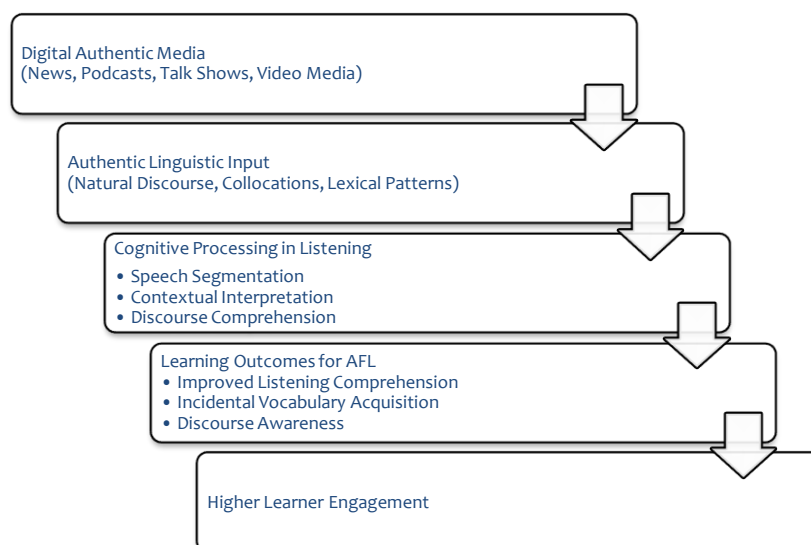 Digital Authentic Media
(News, Podcasts, Talk Shows, Video Media)
Authentic Linguistic Input
(Natural Discourse, Collocations, Lexical Patterns)
Cognitive Processing in Listening
• Speech Segmentation
• Contextual Interpretation
• Discourse Comprehension
Learning Outcomes for AFL
• Improved Listening Comprehension
• Incidental Vocabulary Acquisition
• Discourse Awareness
Higher Learner Engagement